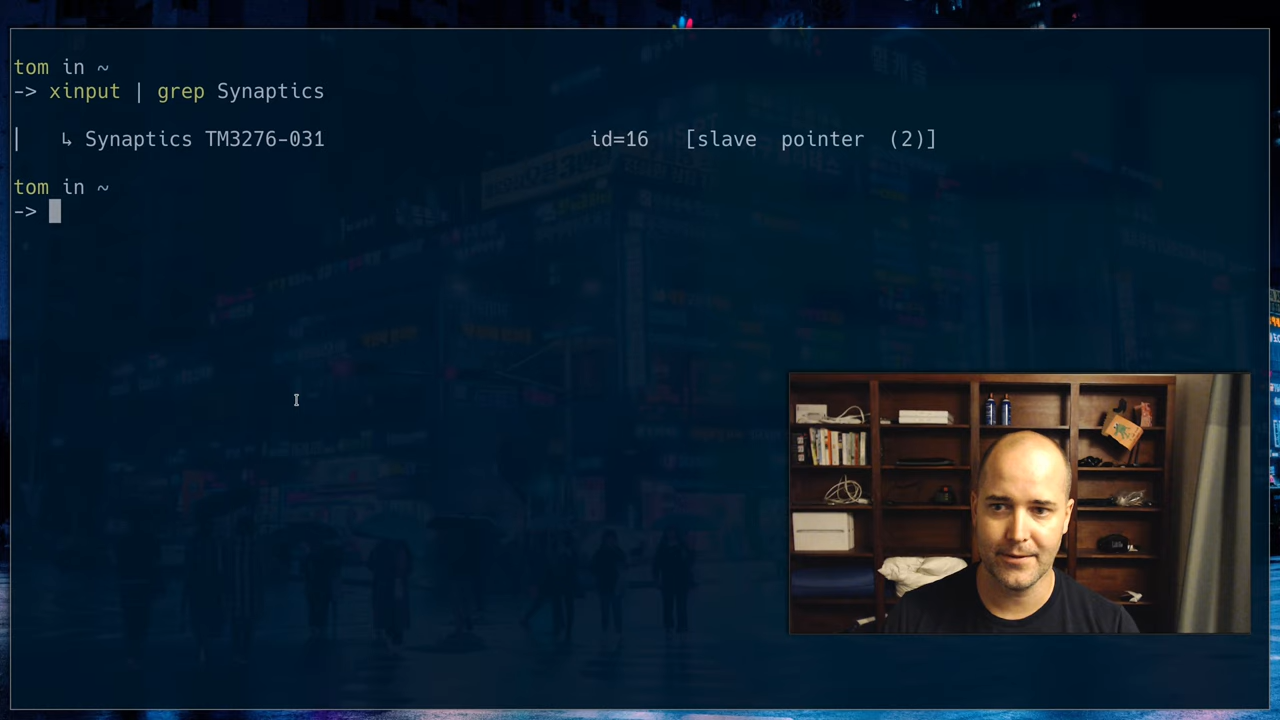 tom in ~
-> xinput | grep Synaptics
⎜   ↳ Synaptics TM3276-031                      id=16   [slave  pointer  (2)]
tom in ~
->